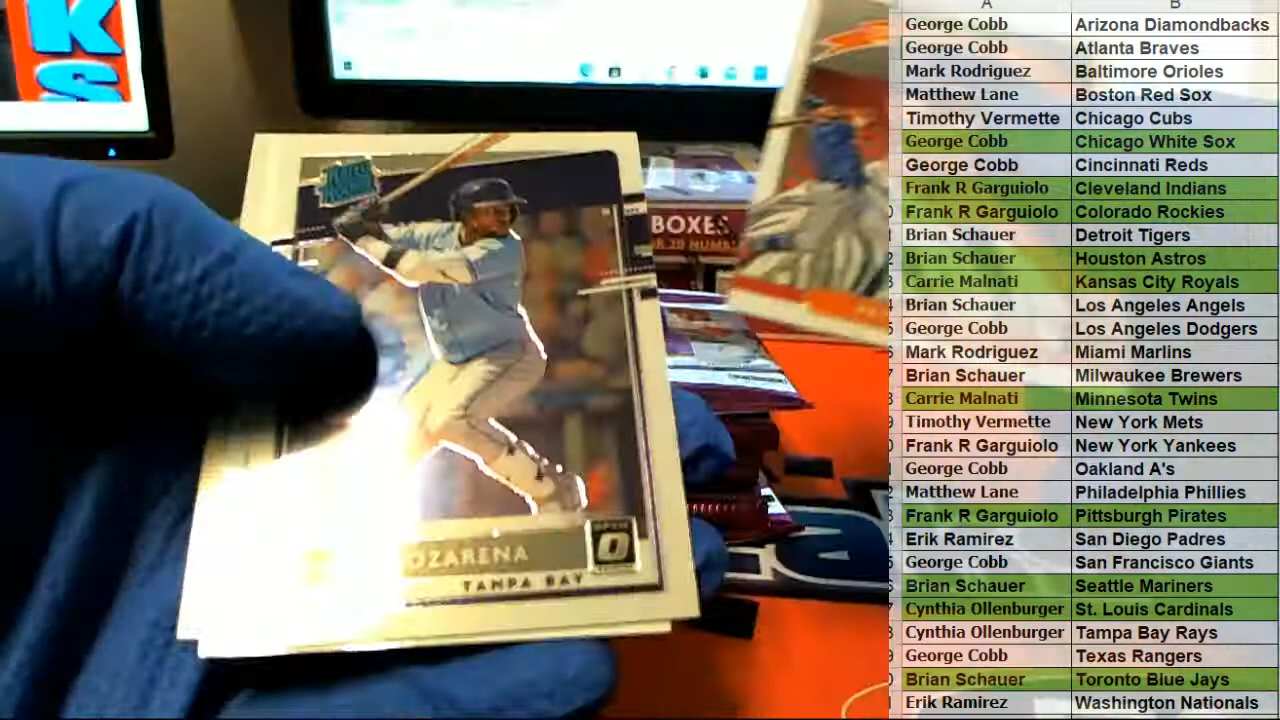 KS
A B
George Cobb Arizona Diamondbacks
George Cobb Atlanta Braves
Mark Rodriguez Baltimore Orioles
Matthew Lane Boston Red Sox
Timothy Vermette Chicago Cubs
George Cobb Chicago White Sox
George Cobb Cincinnati Reds
Frank R Garguiolo Cleveland Indians
Frank R Garguiolo Colorado Rockies
Brian Schauer Detroit Tigers
Brian Schauer Houston Astros
Carrie Malnati Kansas City Royals
Brian Schauer Los Angeles Angels
George Cobb Los Angeles Dodgers
Mark Rodriguez Miami Marlins
Brian Schauer Milwaukee Brewers
Carrie Malnati Minnesota Twins
Timothy Vermette New York Mets
Frank R Garguiolo New York Yankees
George Cobb Oakland A's
Matthew Lane Philadelphia Phillies
Frank R Garguiolo Pittsburgh Pirates
Erik Ramirez San Diego Padres
George Cobb San Francisco Giants
Brian Schauer Seattle Mariners
Cynthia Ollenburger St. Louis Cardinals
Cynthia Ollenburger Tampa Bay Rays
George Cobb Texas Rangers
Brian Schauer Toronto Blue Jays
Erik Ramirez Washington Nationals
BOXES
OZARENA
TAMPA BAY